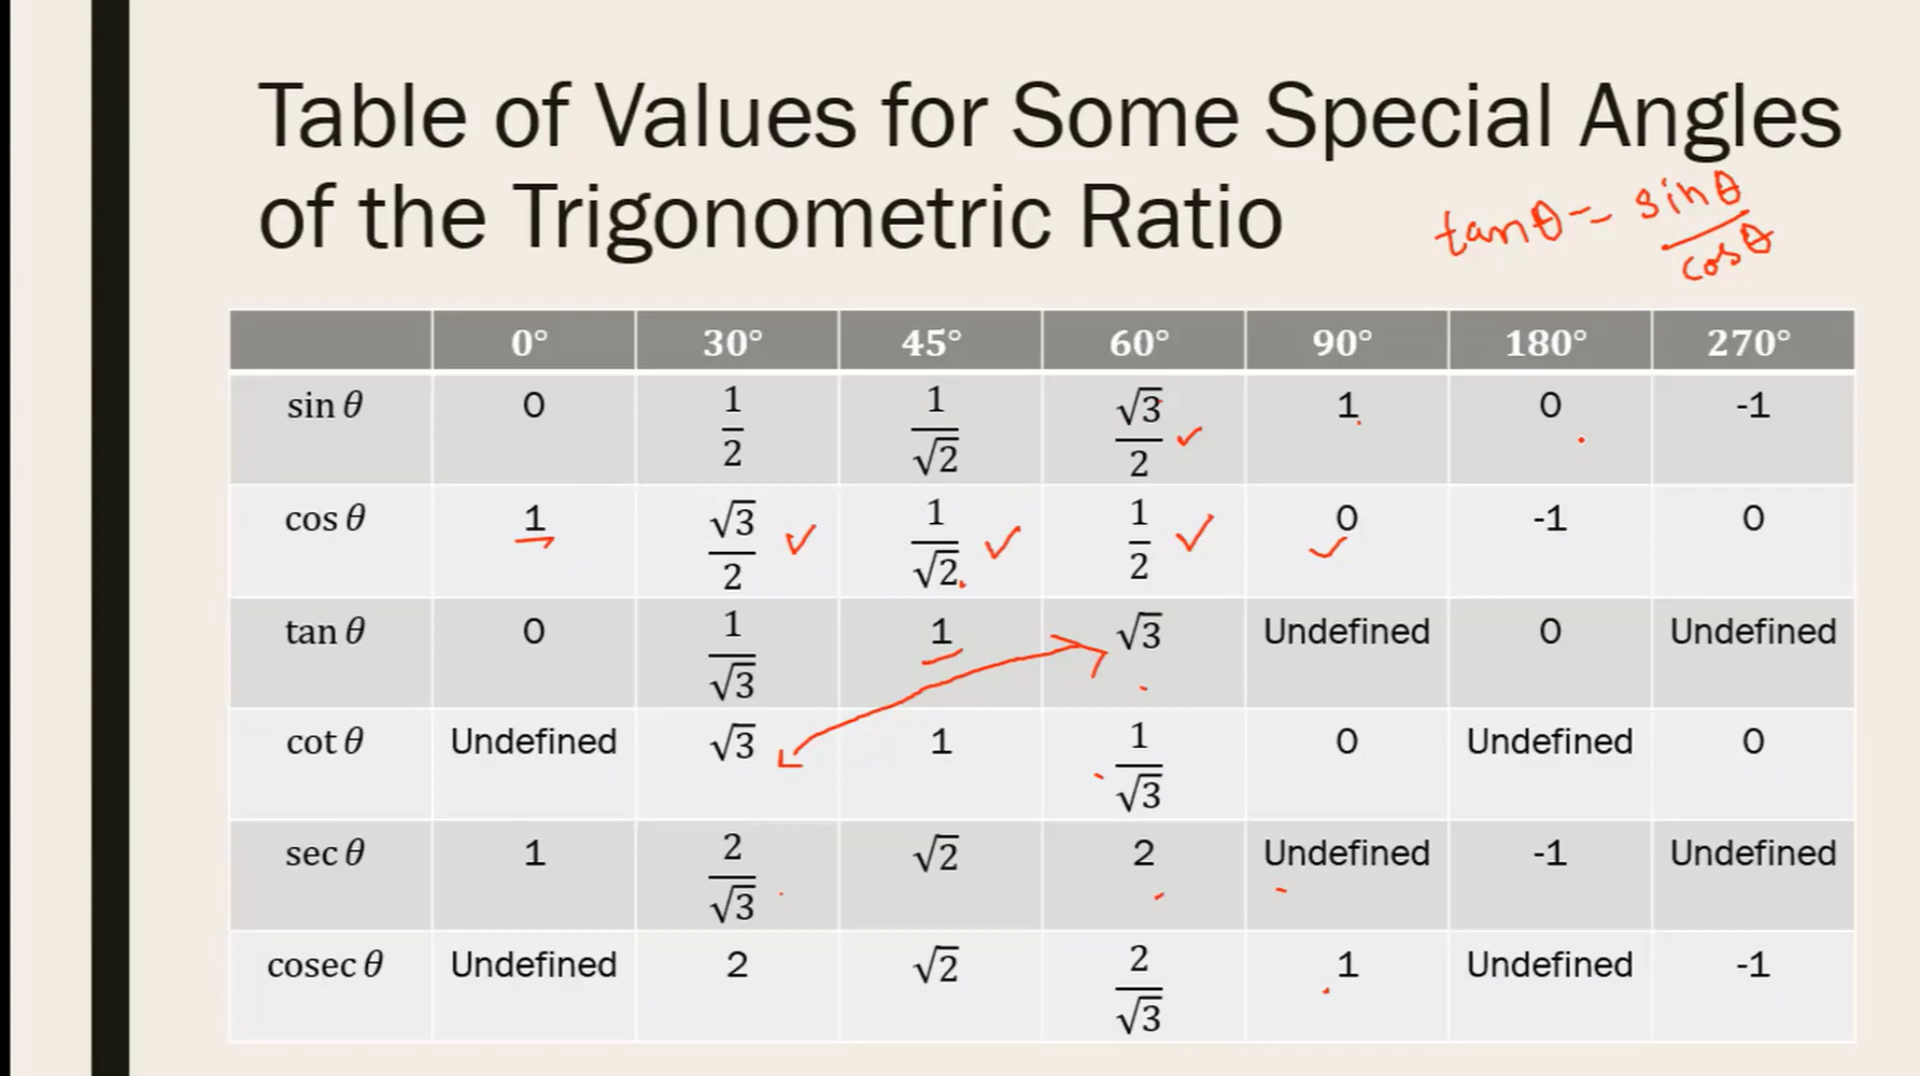 Table of Values for Some Special Angles
of the Trigonometric Ratio
tanθ = sinθ/cosθ
0° 30° 45° 60° 90° 180° 270°
sin θ 0 1/2 1/√2 √3/2 1 0 -1
cos θ 1 √3/2 1/√2 1/2 0 -1 0
tan θ 0 1/√3 1 √3 Undefined 0 Undefined
cot θ Undefined √3 1 1/√3 0 Undefined 0
sec θ 1 2/√3 √2 2 Undefined -1 Undefined
cosec θ Undefined 2 √2 2/√3 1 Undefined -1